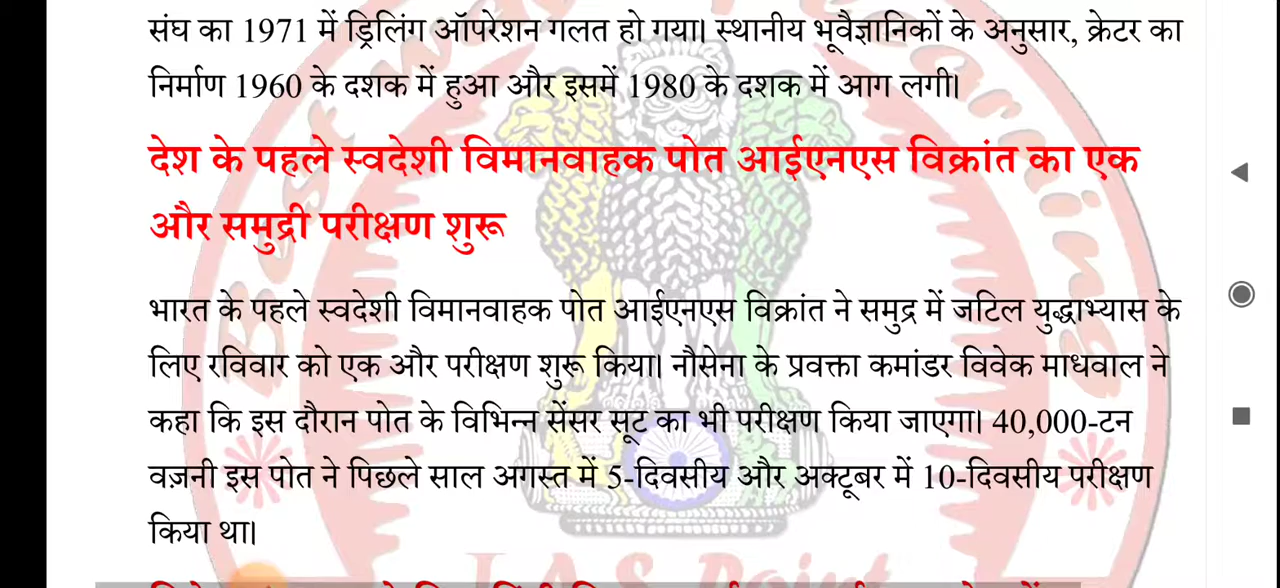 संघ का 1971 में ड्रिलिंग ऑपरेशन गलत हो गया। स्थानीय भूवैज्ञानिकों के अनुसार, क्रेटर का
निर्माण 1960 के दशक में हुआ और इसमें 1980 के दशक में आग लगी।
देश के पहले स्वदेशी विमानवाहक पोत आईएनएस विक्रांत का एक
और समुद्री परीक्षण शुरू
भारत के पहले स्वदेशी विमानवाहक पोत आईएनएस विक्रांत ने समुद्र में जटिल युद्धाभ्यास के
लिए रविवार को एक और परीक्षण शुरू किया। नौसेना के प्रवक्ता कमांडर विवेक माधवाल ने
कहा कि इस दौरान पोत के विभिन्न सेंसर सूट का भी परीक्षण किया जाएगा। 40,000-टन
वज़नी इस पोत ने पिछले साल अगस्त में 5-दिवसीय और अक्टूबर में 10-दिवसीय परीक्षण
किया था।